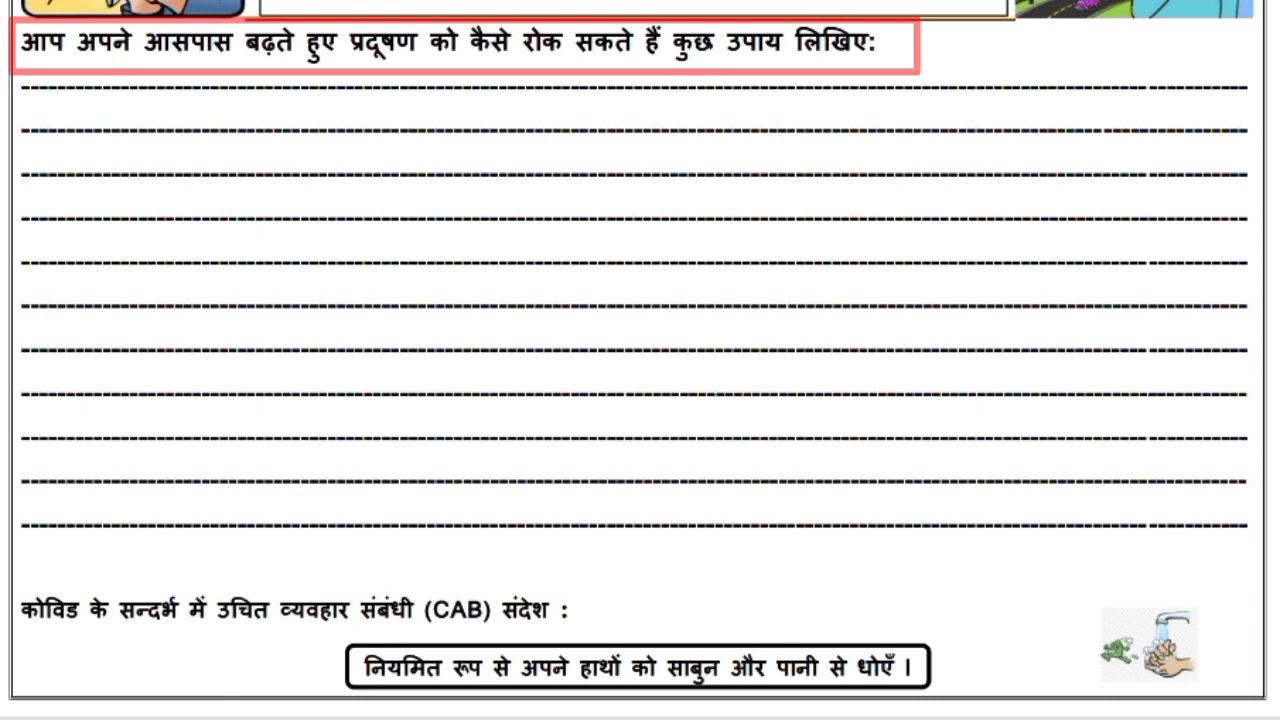 आप अपने आसपास बढ़ते हुए प्रदूषण को कैसे रोक सकते हैं कुछ उपाय लिखिए:
कोविड के सन्दर्भ में उचित व्यवहार संबंधी (CAB) संदेश :
नियमित रूप से अपने हाथों को साबुन और पानी से धोएँ ।